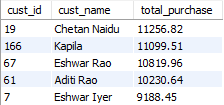 cust_id cust_name total_purchase
19 Chetan Naidu 11256.82
166 Kapila 11099.51
67 Eshwar Rao 10819.96
61 Aditi Rao 10230.64
7 Eshwar Iyer 9188.45